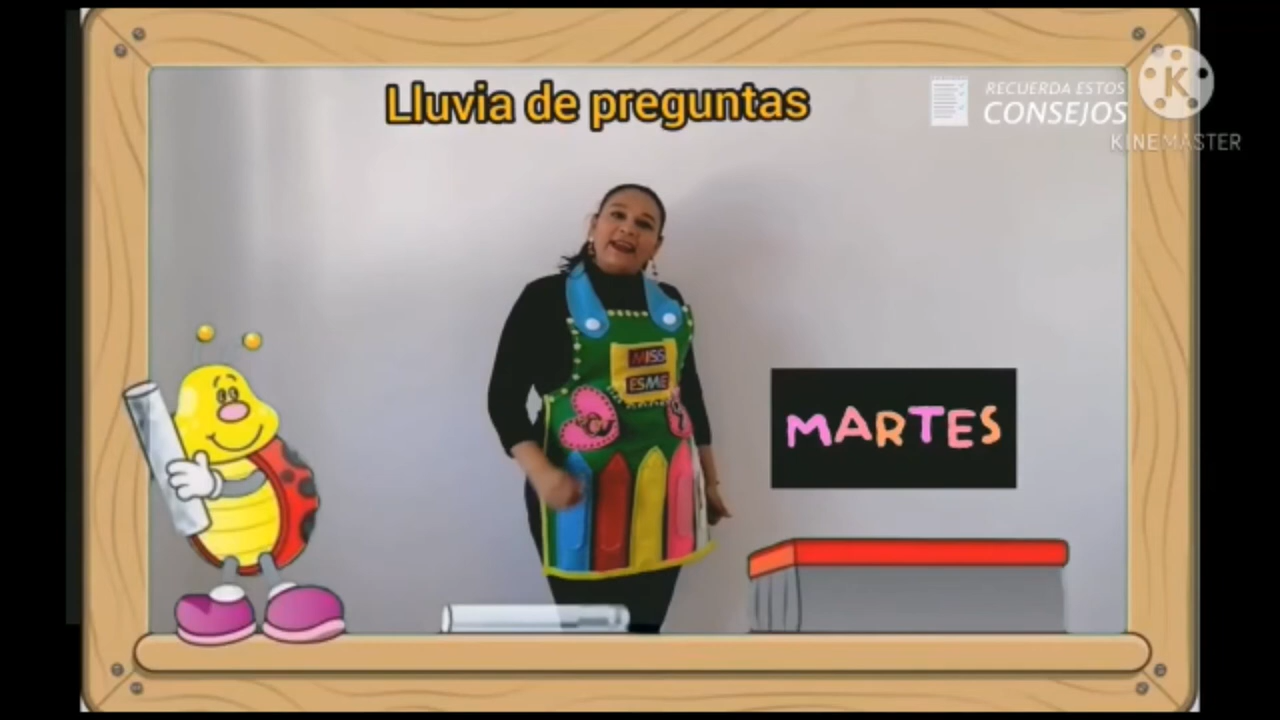 Lluvia de preguntas
RECUERDA ESTOS
CONSEJOS
K
KINEMASTER
MISS
ESME
MARTES